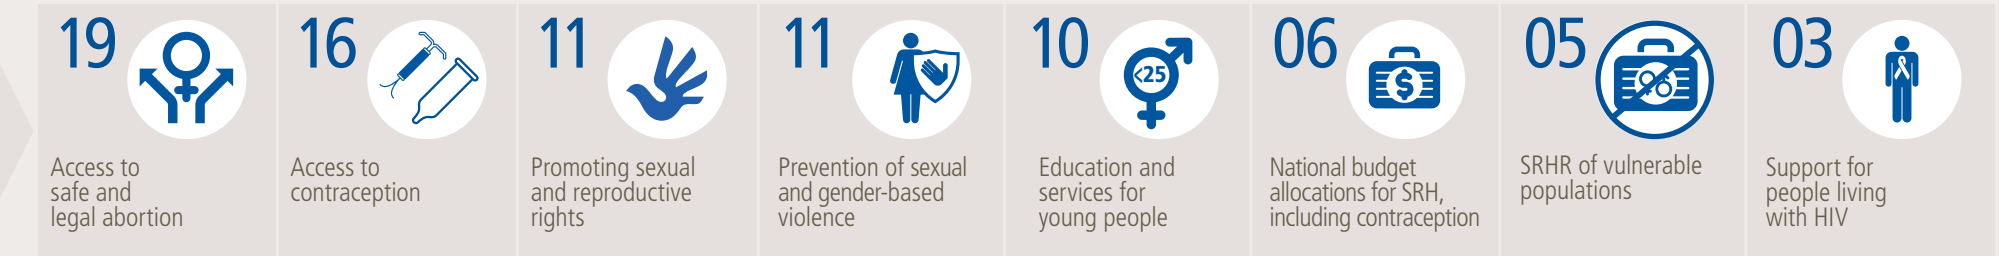 19
Access to
safe and
legal abortion
16
Access to
contraception
11
Promoting sexual
and reproductive
rights
11
Prevention of sexual
and gender-based
violence
10
<25
Education and
services for
young people
06
$
National budget
allocations for SRH,
including contraception
05
SRHR of vulnerable
populations
03
Support for
people living
with HIV